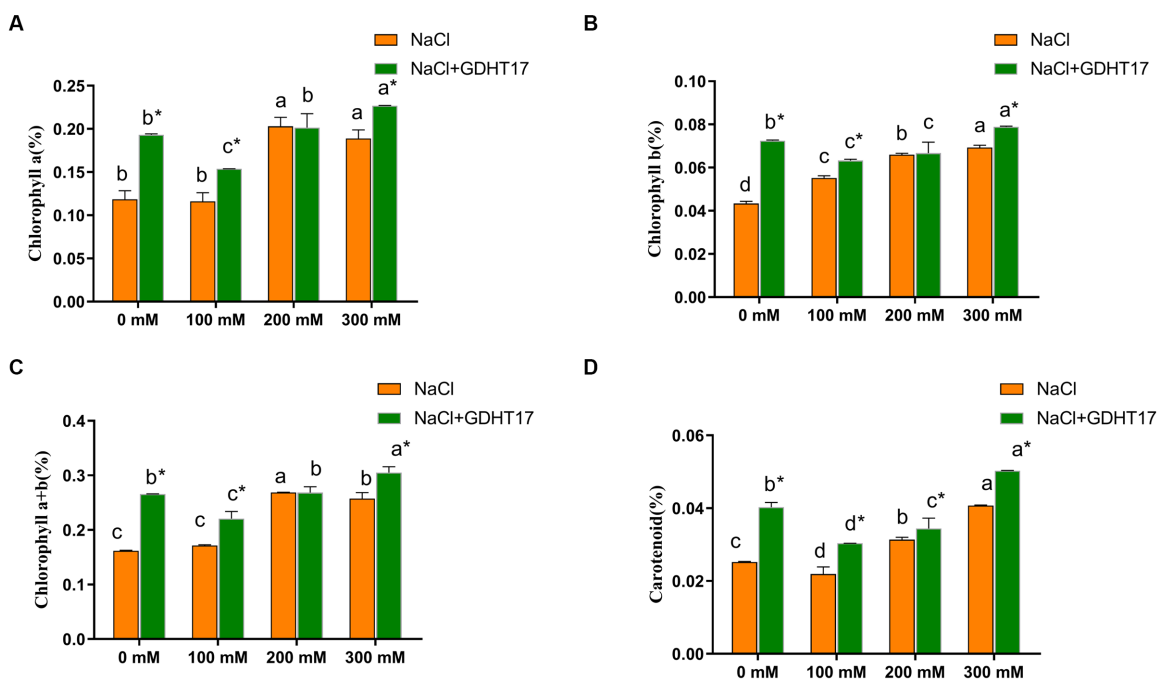 A
NaCl
NaCl+GDHT17
Chlorophyll a(%)
0.25
0.20
0.15
0.10
0.05
0.00
b
b*
b
c*
a
b
a
a*
0 mM
100 mM
200 mM
300 mM
B
NaCl
NaCl+GDHT17
Chlorophyll b(%)
0.10
0.08
0.06
0.04
0.02
0.00
d
b*
c
c*
b
c
a
a*
0 mM
100 mM
200 mM
300 mM
C
NaCl
NaCl+GDHT17
Chlorophyll a+b(%)
0.4
0.3
0.2
0.1
0.0
c
b*
c
c*
a
b
b
a*
0 mM
100 mM
200 mM
300 mM
D
NaCl
NaCl+GDHT17
Carotenoid(%)
0.06
0.04
0.02
0.00
c
b*
d
d*
b
c*
a
a*
0 mM
100 mM
200 mM
300 mM